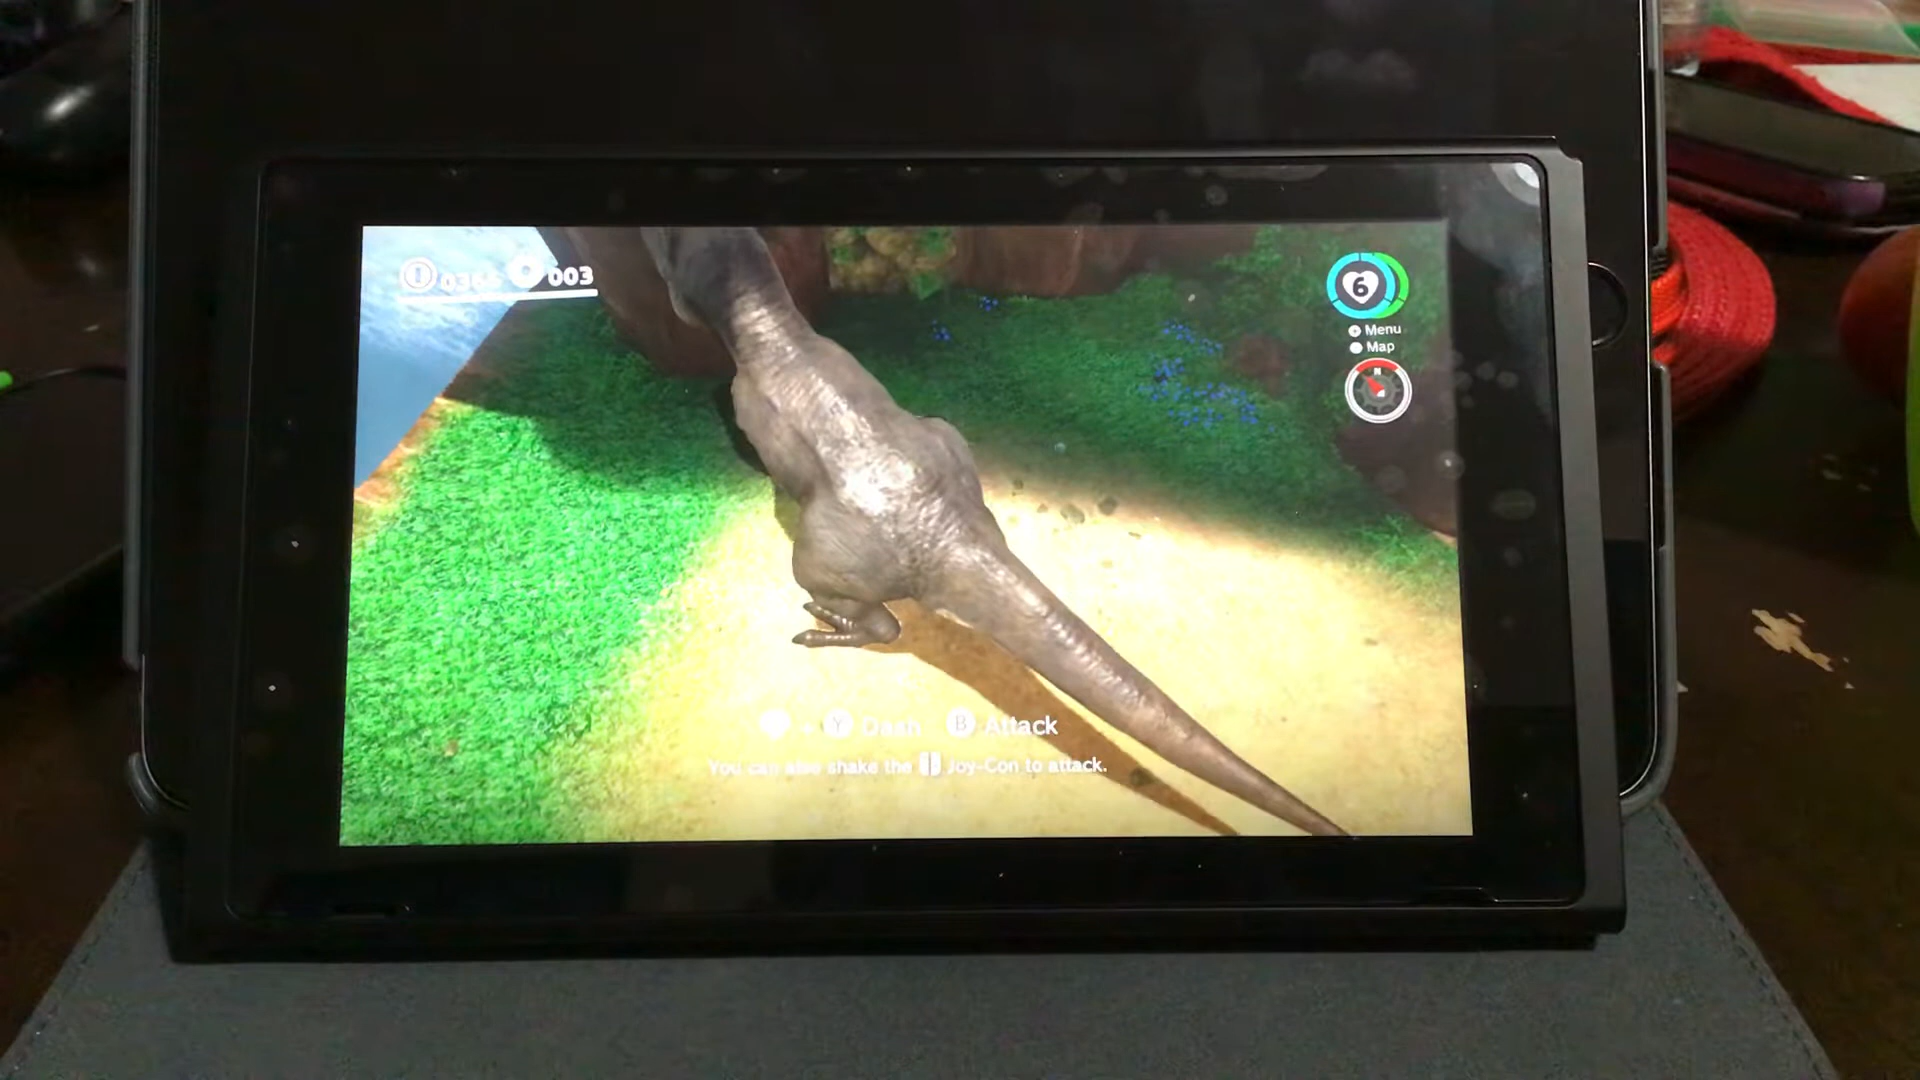 003
6
Menu
Map
N
+ Y Dash B Attack
You can also shake the Joy-Con to attack.